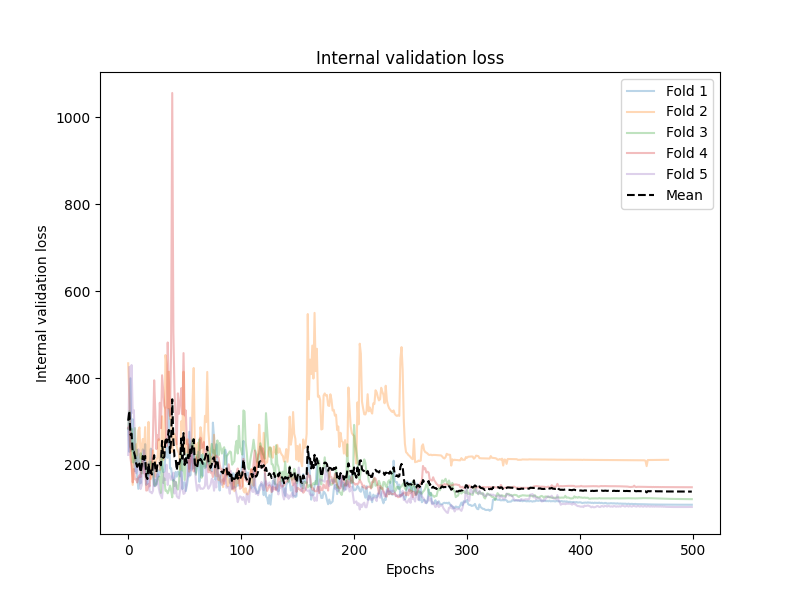 Internal validation loss
Fold 1
Fold 2
Fold 3
Fold 4
Fold 5
Mean
1000
800
600
400
200
Internal validation loss
0 100 200 300 400 500
Epochs